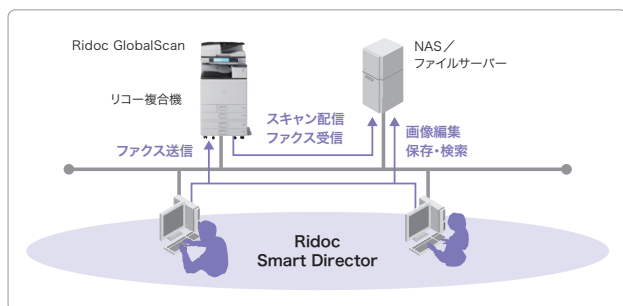 Ridoc GlobalScan
リコー複合機
NAS／
ファイルサーバー
スキャン配信
ファクス受信
ファクス送信
画像編集
保存・検索
Ridoc
Smart Director